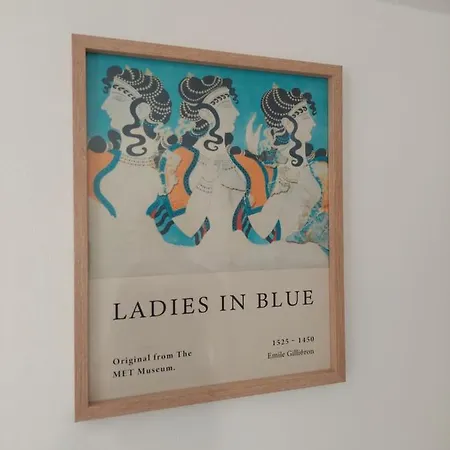 LADIES IN BLUE
Original from The
MET Museum.
1525 – 1450
Emile Gilliéron